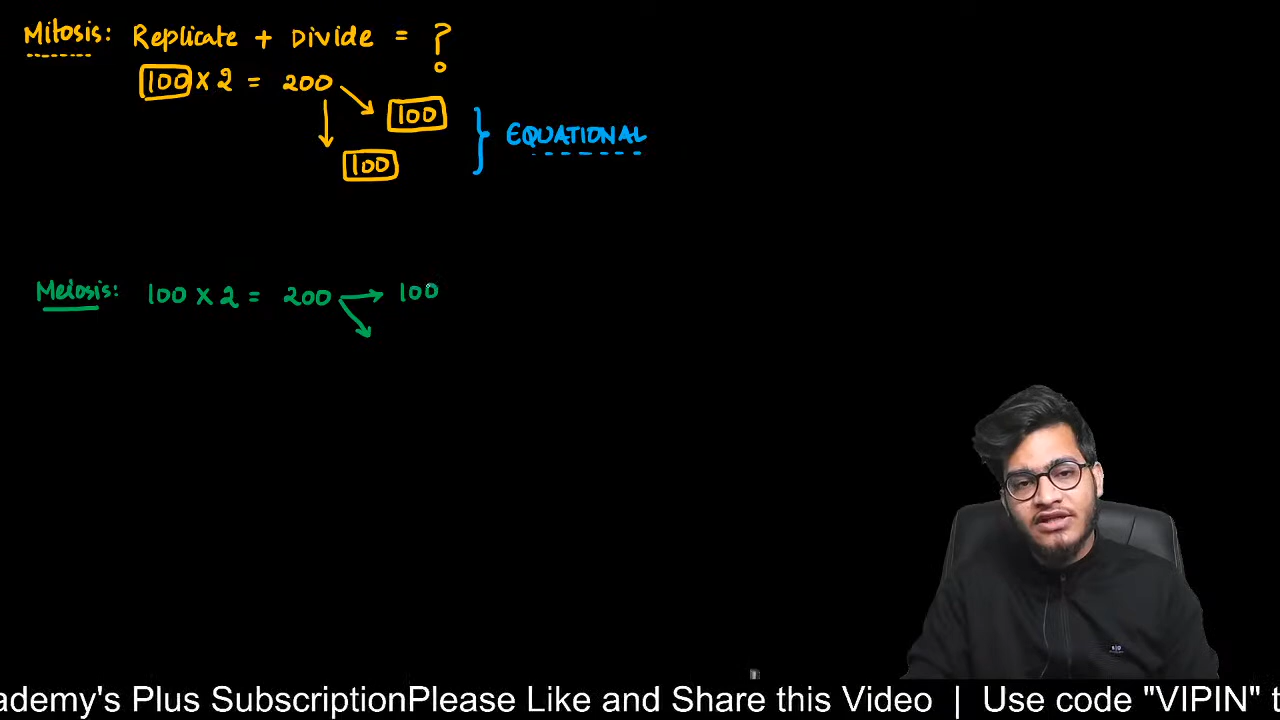 Mitosis: Replicate + Divide = ?
100 x 2 = 200
100
EQUATIONAL
100
Meiosis: 100 x 2 = 200 → 100
ademy's Plus SubscriptionPlease Like and Share this Video | Use code "VIPIN" t